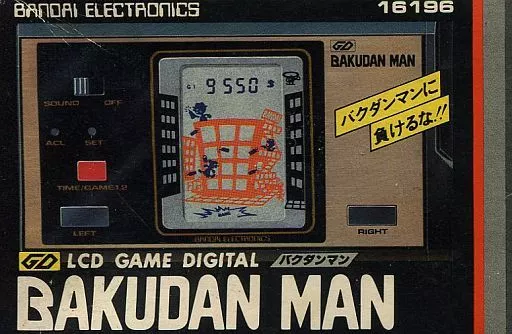 BANDAI ELECTRONICS
16196
GD
BAKUDAN MAN
G1 9550 S
BANDAI
SOUND OFF
バクダンマンに
負けるな!!
ACL SET
TIME/GAME1.2
LEFT
RIGHT
BANDAI ELECTRONICS
GD LCD GAME DIGITAL バクダンマン
BAKUDAN MAN